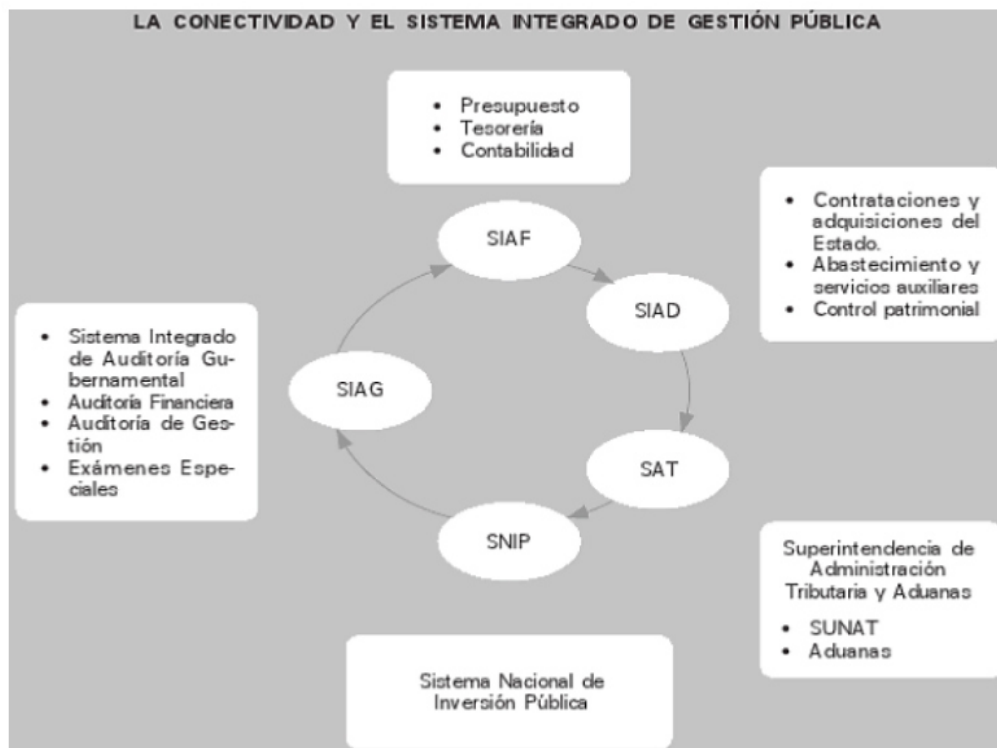 LA CONECTIVIDAD Y EL SISTEMA INTEGRADO DE GESTIÓN PÚBLICA
• Presupuesto
• Tesorería
• Contabilidad
SIAF
• Contrataciones y
adquisiciones del
Estado.
• Abastecimiento y
servicios auxiliares
• Control patrimonial
SIAD
• Sistema Integrado
de Auditoría Gu-
bernamental
• Auditoría Financiera
• Auditoría de Ges-
tión
• Exámenes Espe-
ciales
SIAG
SAT
SNIP
Superintendencia de
Administración
Tributaria y Aduanas
• SUNAT
• Aduanas
Sistema Nacional de
Inversión Pública